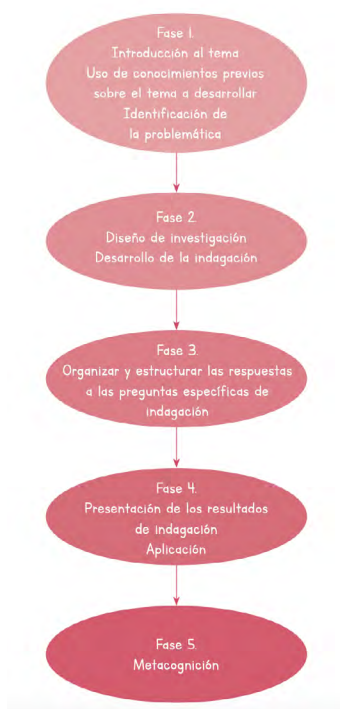 Fase 1.
Introducción al tema
Uso de conocimientos previos
sobre el tema a desarrollar
Identificación de
la problemática
Fase 2.
Diseño de investigación
Desarrollo de la indagación
Fase 3.
Organizar y estructurar las respuestas
a las preguntas específicas de
indagación
Fase 4.
Presentación de los resultados
de indagación
Aplicación
Fase 5.
Metacognición